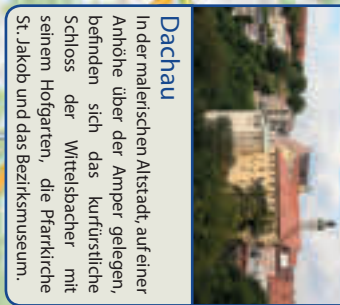 Dachau
In der malerischen Altstadt, auf einer
Anhöhe über der Amper gelegen,
befinden sich das kurfürstliche
Schloss der Wittelsbacher mit
seinem Hofgarten, die Pfarrkirche
St. Jakob und das Bezirksmuseum.